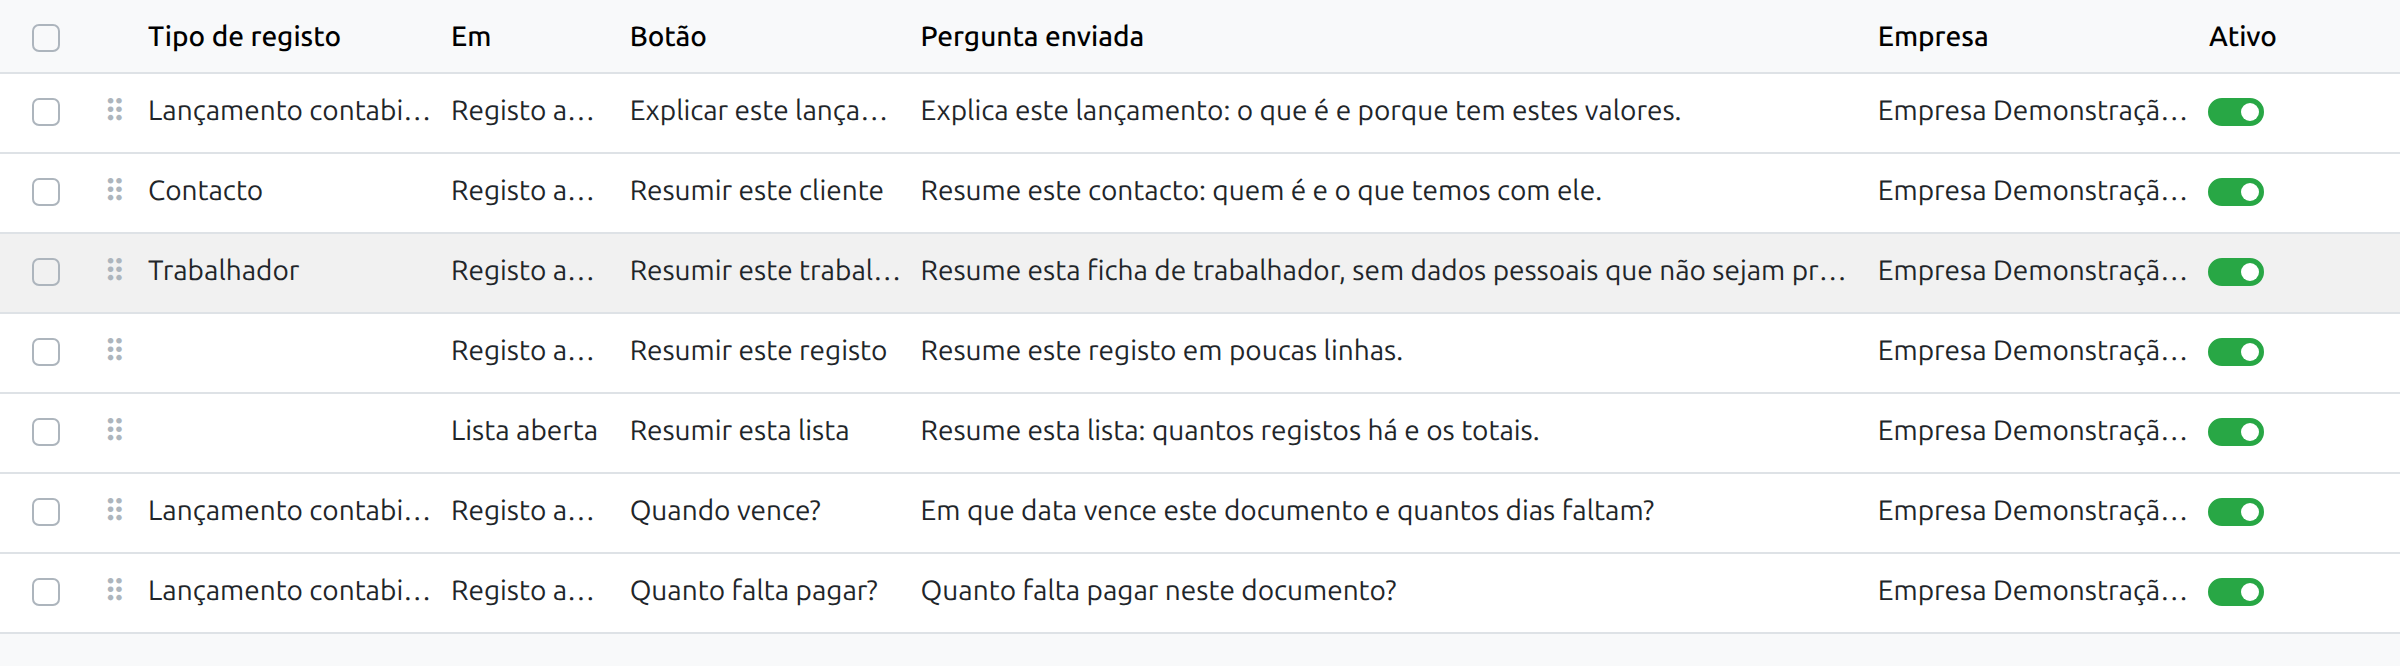 Tipo de registo Em Botão Pergunta enviada Empresa Ativo
Lançamento contabi... Registo a... Explicar este lança... Explica este lançamento: o que é e porque tem estes valores. Empresa Demonstraçã...
Contacto Registo a... Resumir este cliente Resume este contacto: quem é e o que temos com ele. Empresa Demonstraçã...
Trabalhador Registo a... Resumir este trabal... Resume esta ficha de trabalhador, sem dados pessoais que não sejam pr... Empresa Demonstraçã...
Registo a... Resumir este registo Resume este registo em poucas linhas. Empresa Demonstraçã...
Lista aberta Resumir esta lista Resume esta lista: quantos registos há e os totais. Empresa Demonstraçã...
Lançamento contabi... Registo a... Quando vence? Em que data vence este documento e quantos dias faltam? Empresa Demonstraçã...
Lançamento contabi... Registo a... Quanto falta pagar? Quanto falta pagar neste documento? Empresa Demonstraçã...